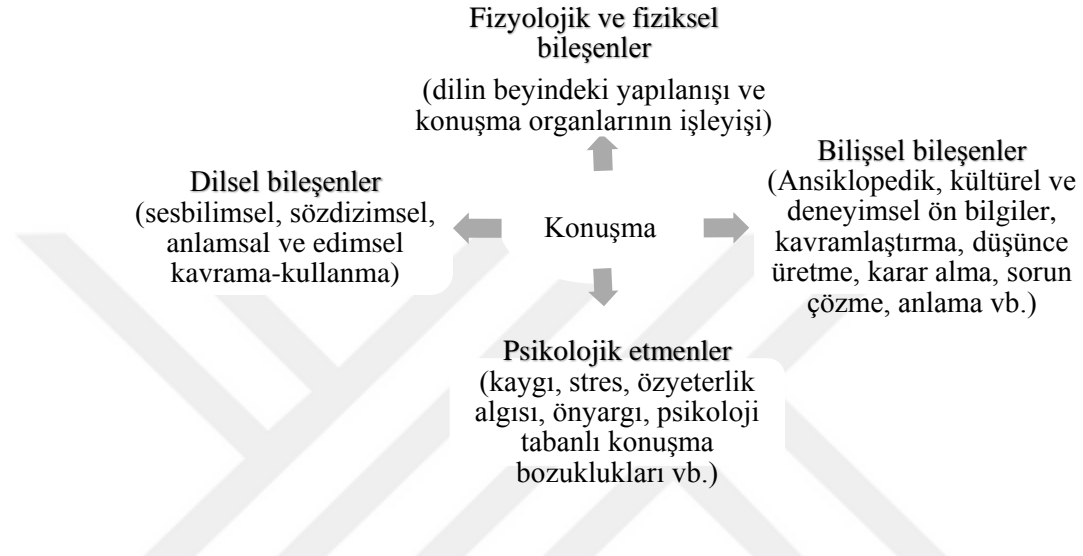 Fizyolojik ve fiziksel
bileşenler
(dilin beyindeki yapılanışı ve
konuşma organlarının işleyişi)
Dilsel bileşenler
(sesbilimsel, sözdizimsel,
anlamsal ve edimsel
kavrama-kullanma)
Konuşma
Bilişsel bileşenler
(Ansiklopedik, kültürel ve
deneyimsel ön bilgiler,
kavramlaştırma, düşünce
üretme, karar alma, sorun
çözme, anlama vb.)
Psikolojik etmenler
(kaygı, stres, özyeterlik
algısı, önyargı, psikoloji
tabanlı konuşma
bozuklukları vb.)